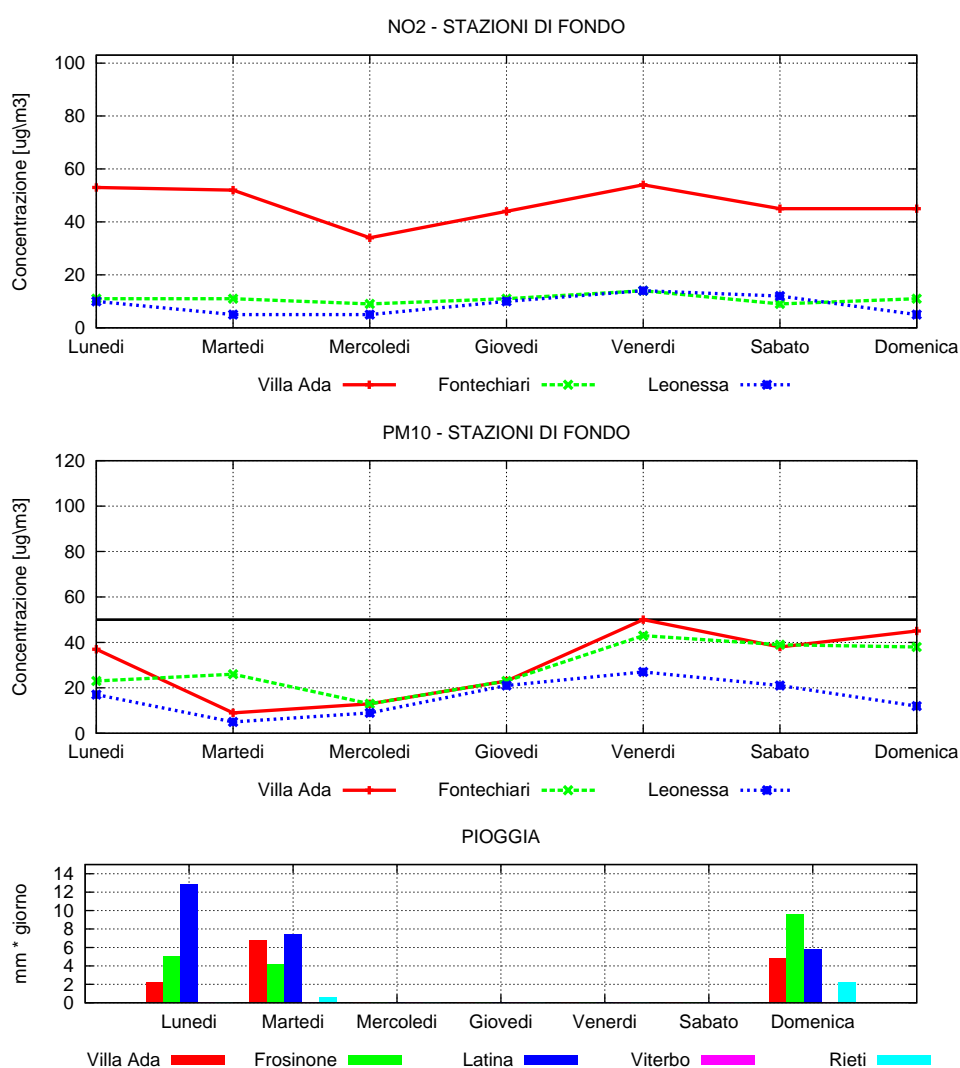 NO2 - STAZIONI DI FONDO
100
80
60
40
20
0
Concentrazione [ug\m3]
Lunedi Martedi Mercoledi Giovedi Venerdi Sabato Domenica
Villa Ada Fontechiari Leonessa
PM10 - STAZIONI DI FONDO
120
100
80
60
40
20
0
Concentrazione [ug\m3]
Lunedi Martedi Mercoledi Giovedi Venerdi Sabato Domenica
Villa Ada Fontechiari Leonessa
PIOGGIA
14
12
10
8
6
4
2
0
mm * giorno
Lunedi Martedi Mercoledi Giovedi Venerdi Sabato Domenica
Villa Ada Frosinone Latina Viterbo Rieti